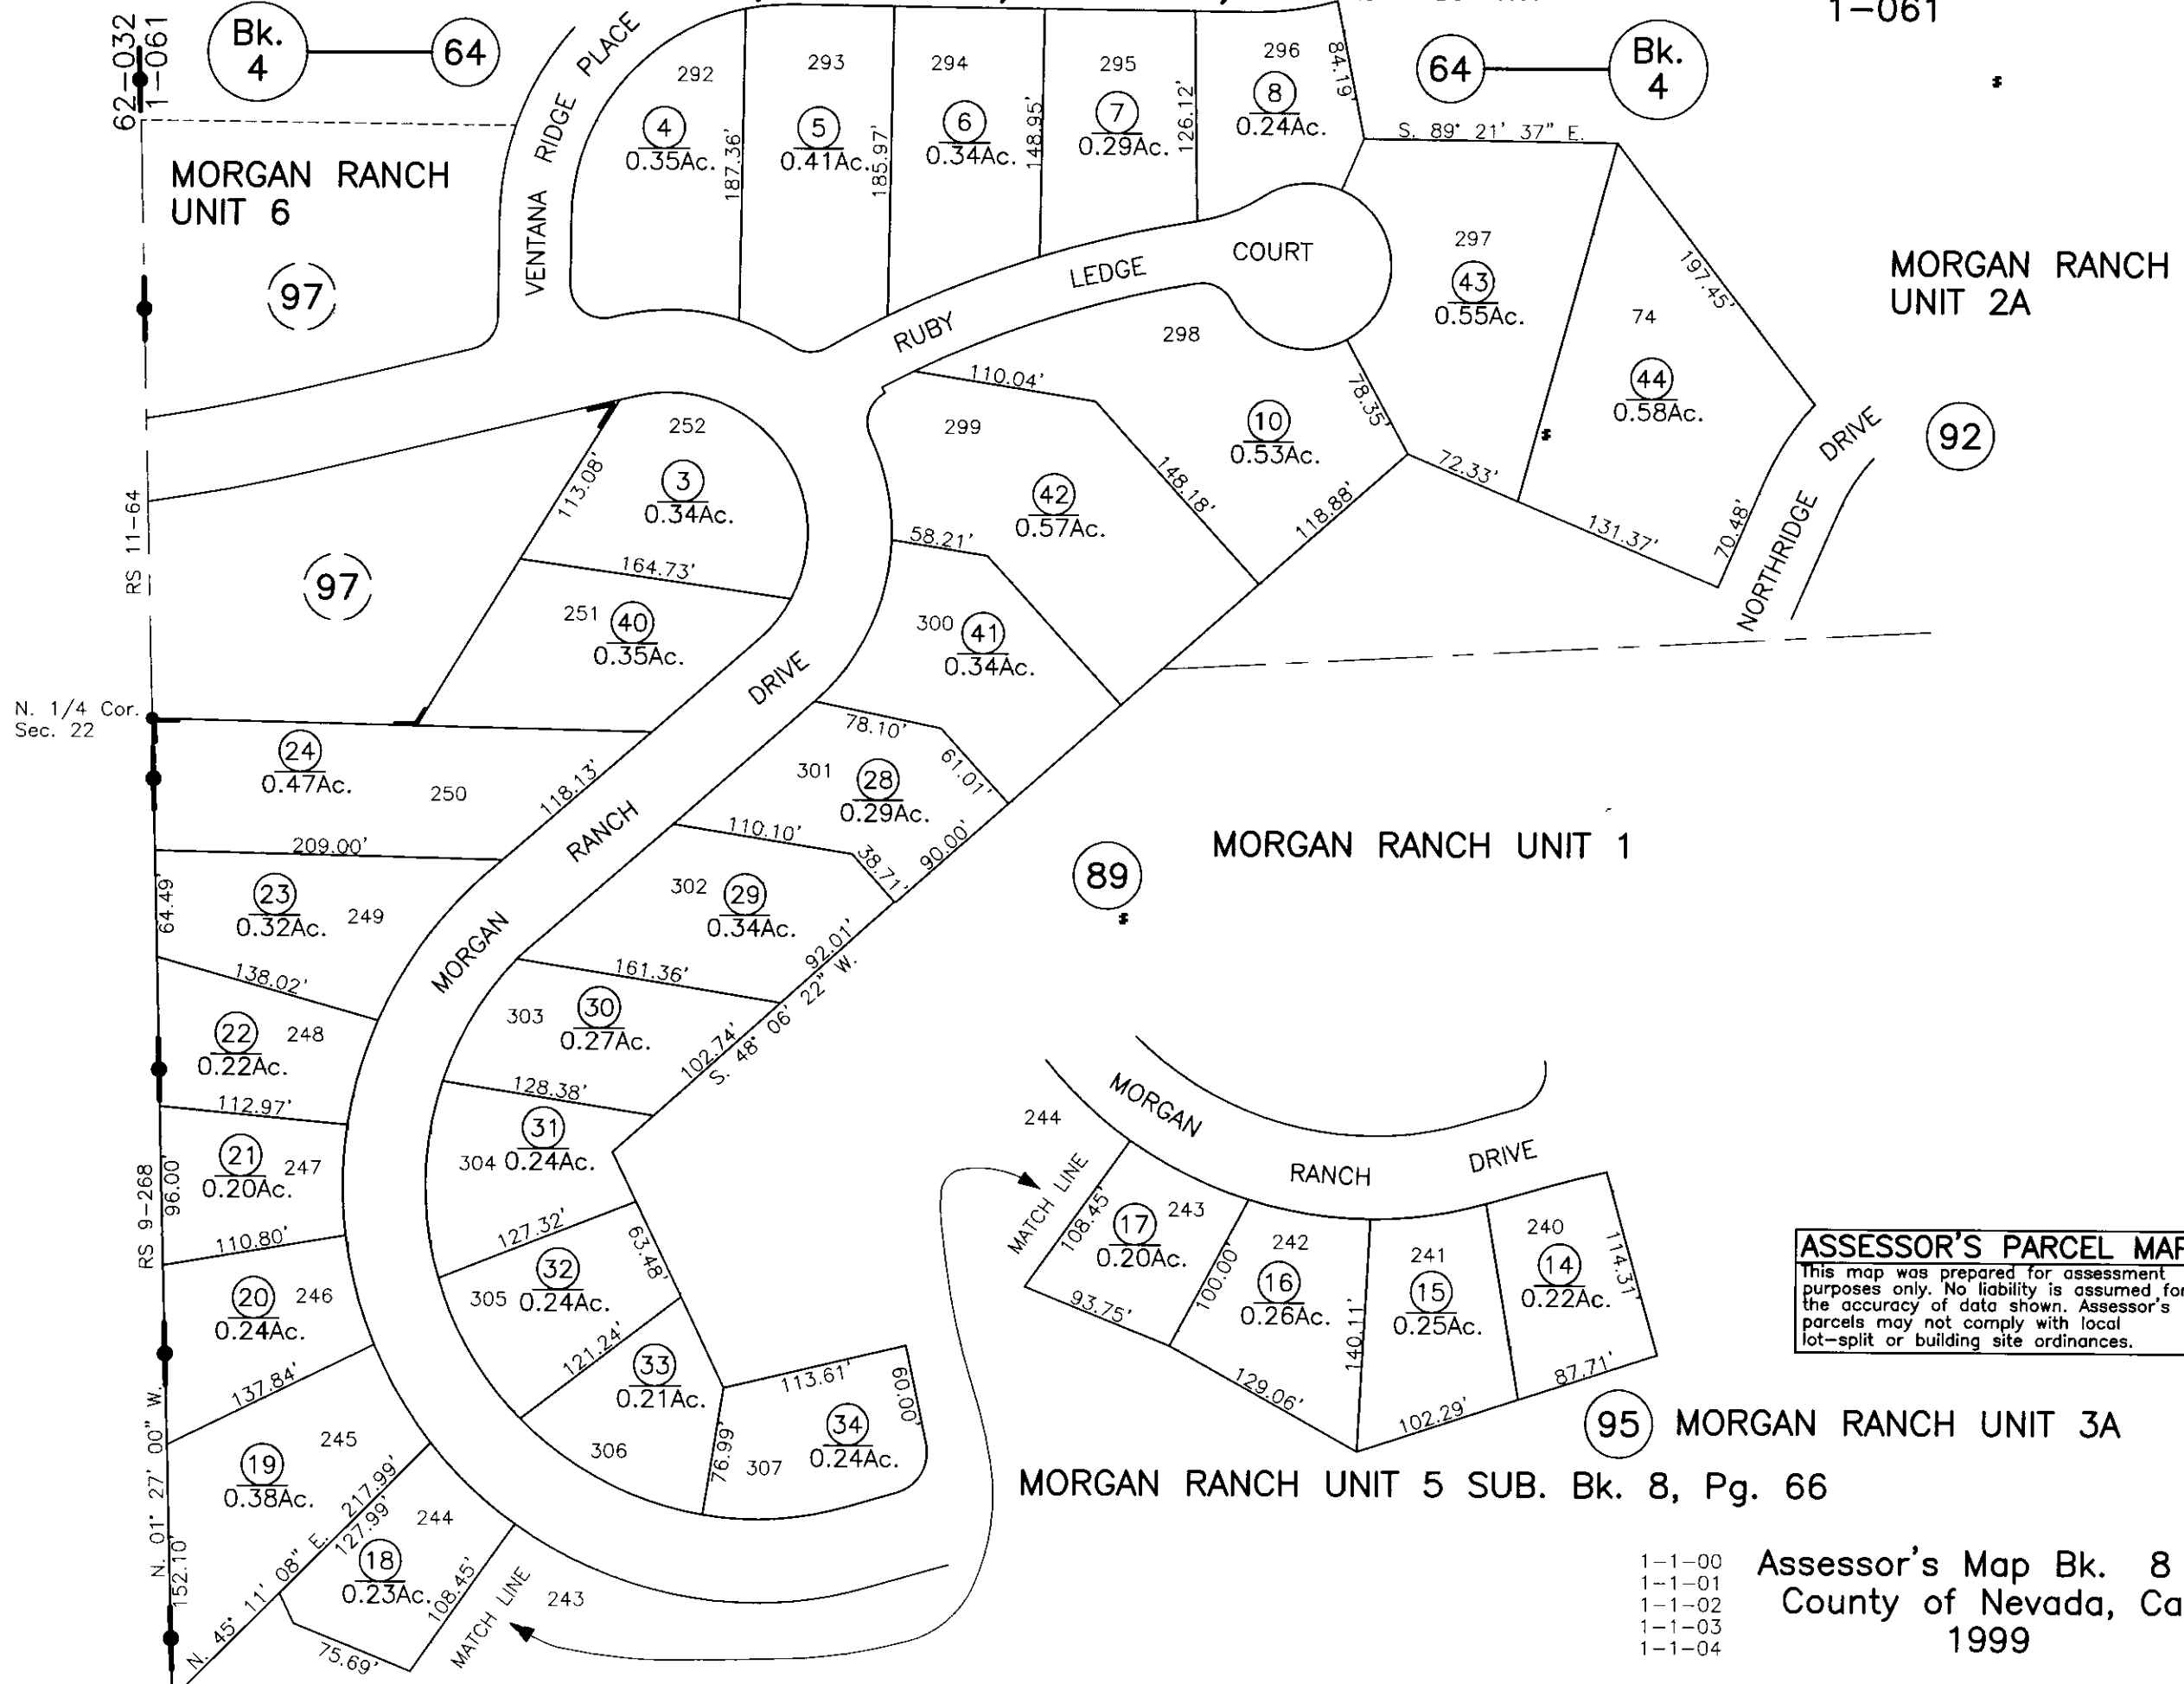 62-032
1-061
Bk.
4
64
VENTANA RIDGE PLACE
292
4
0.35Ac.
187.36'
293
5
0.41Ac.
185.97'
294
6
0.34Ac.
148.95'
295
7
0.29Ac.
126.12'
296
8
0.24Ac.
84.19'
64
Bk.
4
1-061
S. 89° 21' 37" E.
MORGAN RANCH
UNIT 6
97
RUBY LEDGE COURT
297
43
0.55Ac.
197.45'
74
44
0.58Ac.
MORGAN RANCH
UNIT 2A
92
NORTHRIDGE DRIVE
298
10
0.53Ac.
78.35'
72.33'
131.37'
70.48'
110.04'
299
42
0.57Ac.
148.18'
118.88'
252
3
0.34Ac.
113.08'
164.73'
58.21'
RS 11-64
97
251
40
0.35Ac.
300
41
0.34Ac.
N. 1/4 Cor.
Sec. 22
24
0.47Ac.
250
118.13'
MORGAN RANCH DRIVE
78.10'
61.01'
301
28
0.29Ac.
90.00'
209.00'
110.10'
38.71'
MORGAN RANCH UNIT 1
89
64.49'
23
0.32Ac.
249
302
29
0.34Ac.
92.01'
138.02'
161.36'
S. 48° 06' 22" W.
22
248
0.22Ac.
303
30
0.27Ac.
102.74'
112.97'
128.38'
RS 9-268
96.00'
21
247
0.20Ac.
31
304
0.24Ac.
110.80'
127.32'
63.48'
20
246
0.24Ac.
32
305
0.24Ac.
137.84'
121.24'
33
0.21Ac.
306
76.99'
113.61'
60.00'
34
0.24Ac.
307
N. 01° 27' 00" W.
152.10'
19
245
0.38Ac.
N. 45° 11' 08" E.
217.99'
127.99'
244
18
0.23Ac.
75.69'
108.45'
MATCH LINE
243
244
MATCH LINE
MORGAN RANCH DRIVE
108.45'
17
243
0.20Ac.
93.75'
100.00'
242
16
0.26Ac.
129.06'
140.11'
241
15
0.25Ac.
102.29'
240
14
0.22Ac.
114.31'
87.71'
ASSESSOR'S PARCEL MAP
This map was prepared for assessment
purposes only. No liability is assumed for
the accuracy of data shown. Assessor's
parcels may not comply with local
lot-split or building site ordinances.
95 MORGAN RANCH UNIT 3A
MORGAN RANCH UNIT 5 SUB. Bk. 8, Pg. 66
1-1-00
1-1-01
1-1-02
1-1-03
1-1-04
Assessor's Map Bk. 8
County of Nevada, Ca
1999